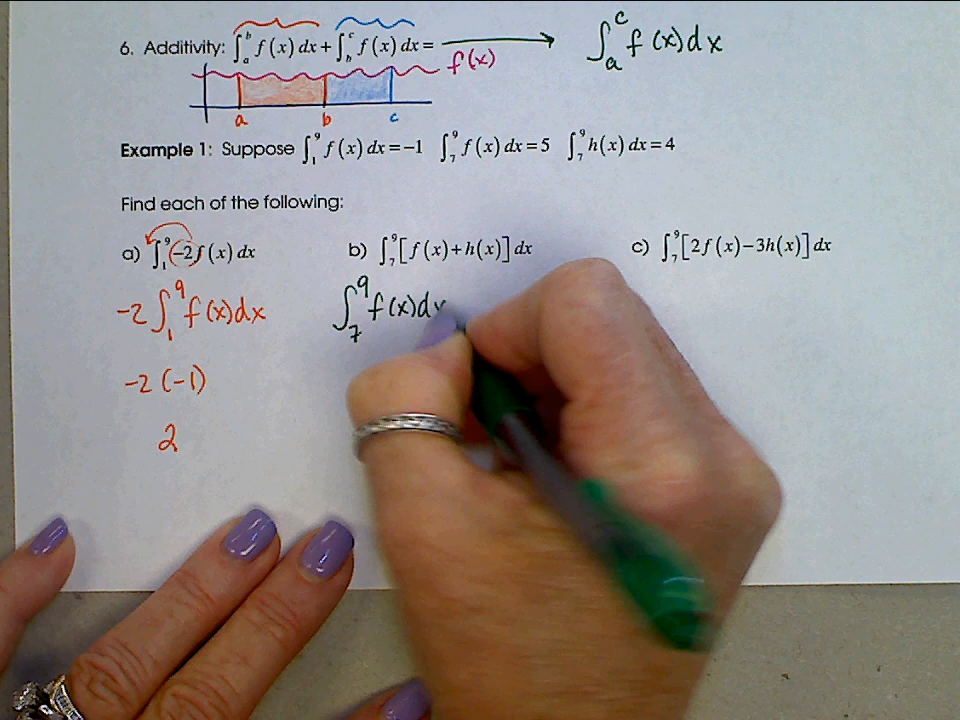 6. Additivity: ∫_a^b f(x) dx + ∫_b^c f(x) dx = → ∫_a^c f(x)dx
f(x)
a b c
Example 1: Suppose ∫_1^9 f(x) dx = −1 ∫_7^9 f(x) dx = 5 ∫_7^9 h(x) dx = 4
Find each of the following:
a) ∫_1^9 −2f(x) dx b) ∫_7^9 [f(x)+h(x)] dx c) ∫_7^9 [2f(x)−3h(x)] dx
-2 ∫_1^9 f(x)dx ∫_7^9 f(x)dx
-2 (-1)
2